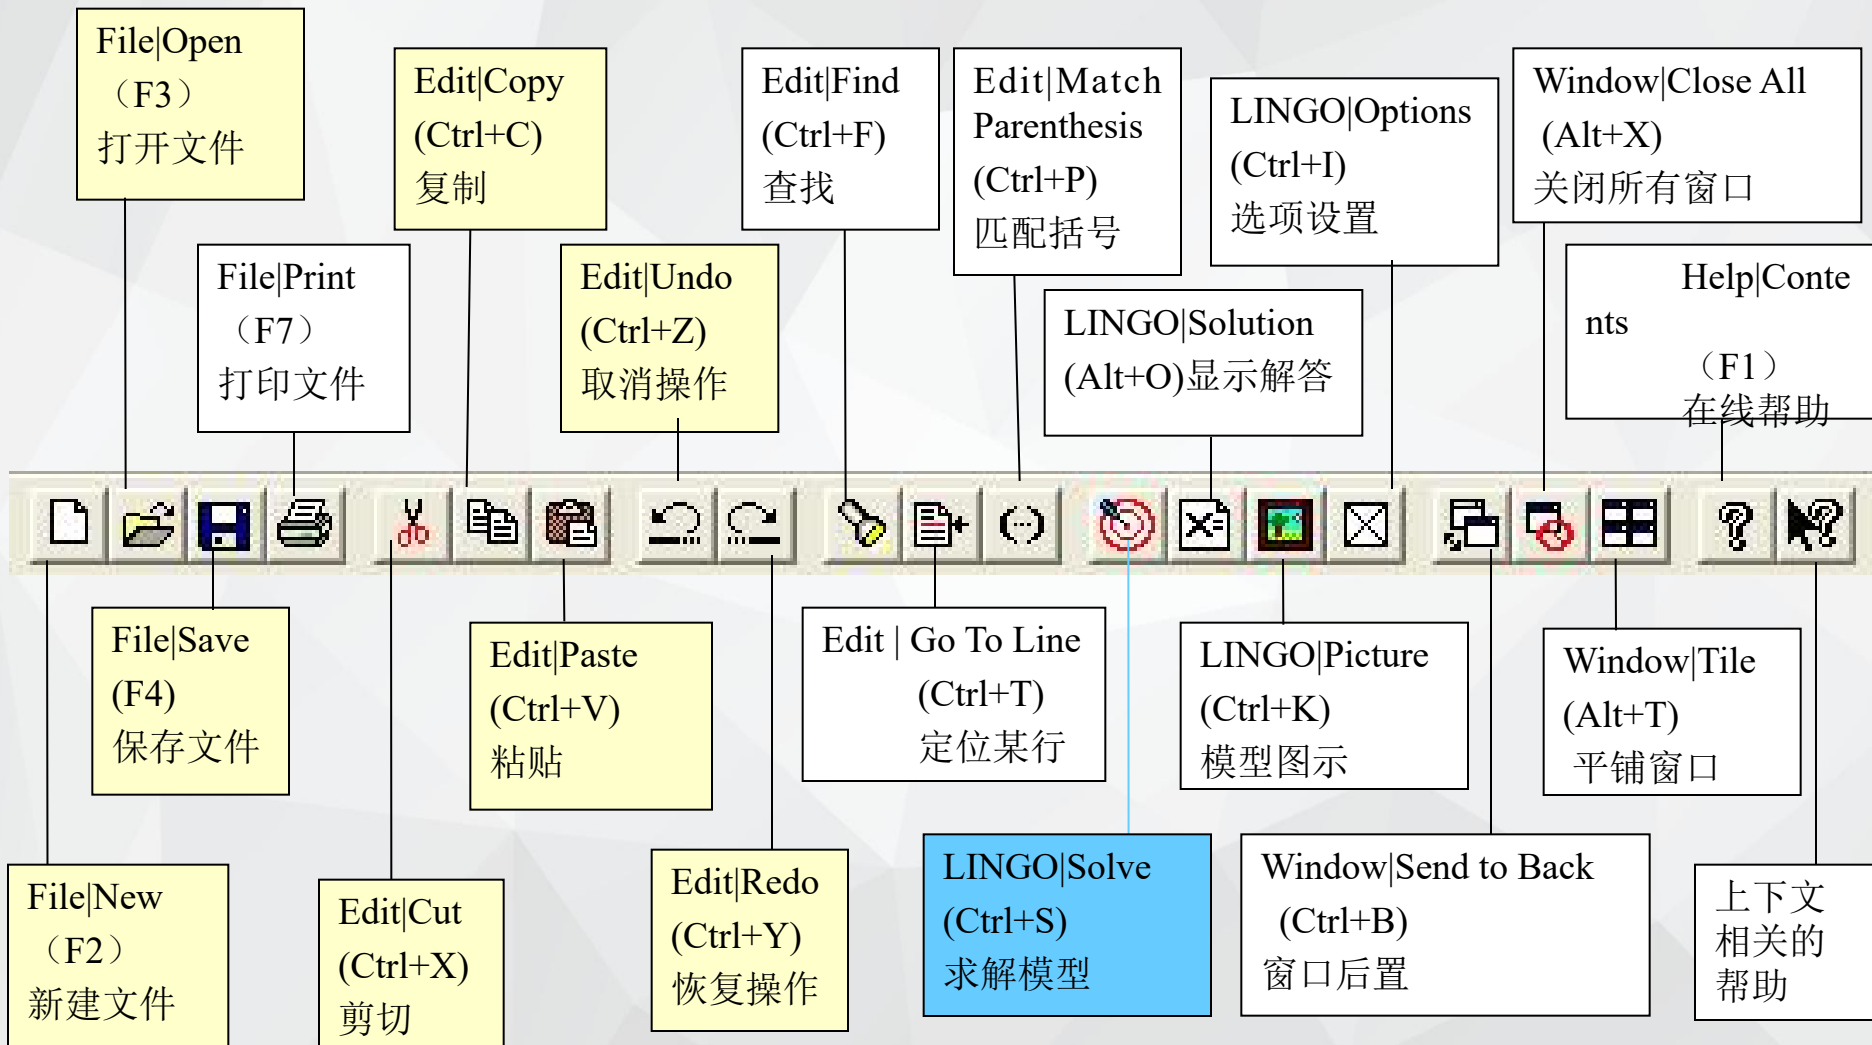 File|Open
（F3）
打开文件
Edit|Copy
(Ctrl+C)
复制
Edit|Find
(Ctrl+F)
查找
Edit|Match
Parenthesis
(Ctrl+P)
匹配括号
LINGO|Options
(Ctrl+I)
选项设置
Window|Close All
(Alt+X)
关闭所有窗口
File|Print
（F7）
打印文件
Edit|Undo
(Ctrl+Z)
取消操作
LINGO|Solution
(Alt+O)显示解答
Help|Conte
nts
（F1）
在线帮助
File|Save
(F4)
保存文件
Edit|Paste
(Ctrl+V)
粘贴
Edit | Go To Line
(Ctrl+T)
定位某行
LINGO|Picture
(Ctrl+K)
模型图示
Window|Tile
(Alt+T)
平铺窗口
File|New
（F2）
新建文件
Edit|Cut
(Ctrl+X)
剪切
Edit|Redo
(Ctrl+Y)
恢复操作
LINGO|Solve
(Ctrl+S)
求解模型
Window|Send to Back
(Ctrl+B)
窗口后置
上下文
相关的
帮助